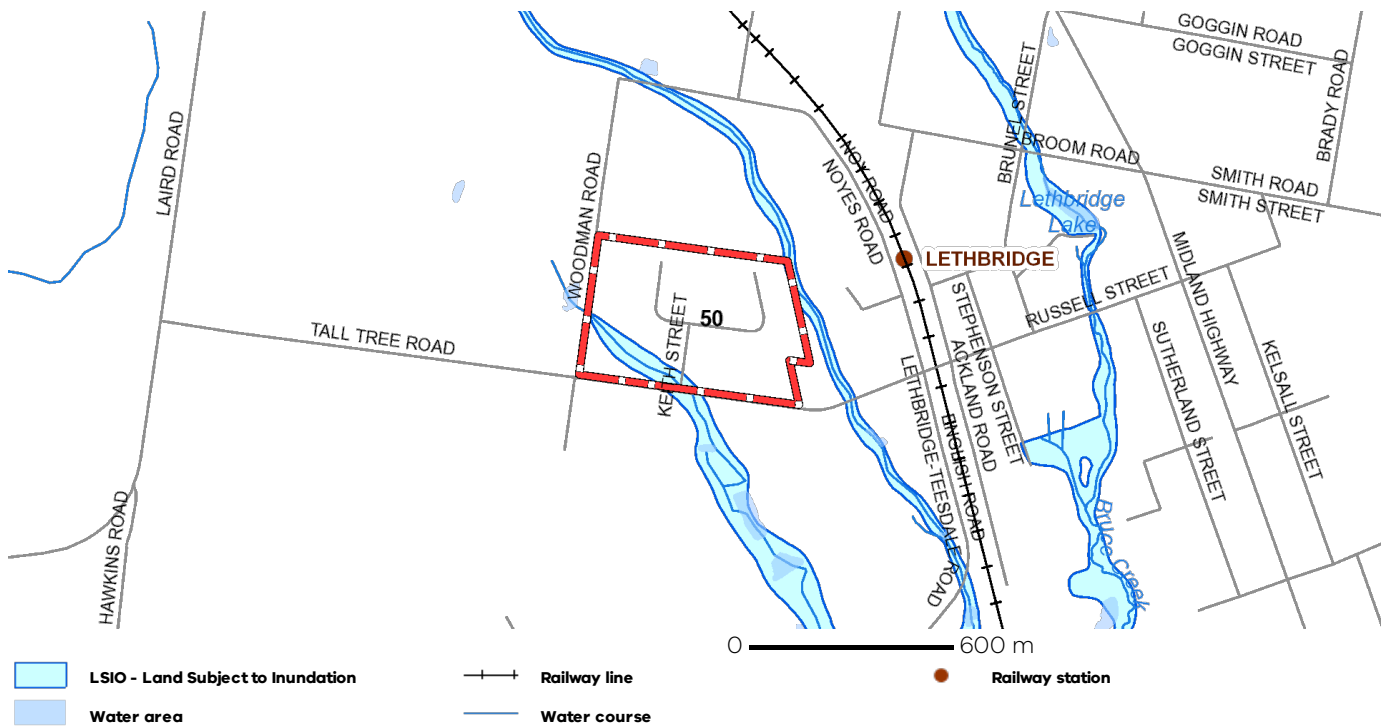 GOGGIN ROAD
GOGGIN STREET
BRADY ROAD
BRUNEL STREET
BROOM ROAD
SMITH ROAD
SMITH STREET
LAIRD ROAD
WOODMAN ROAD
NOY ROAD
NOYES ROAD
Lethbridge
Lake
LETHBRIDGE
MIDLAND HIGHWAY
RUSSELL STREET
STEPHENSON STREET
ACKLAND ROAD
SUTHERLAND STREET
KELSALL STREET
TALL TREE ROAD
50
KEITH STREET
LETHBRIDGE-TEESDALE ROAD
ENGLISH ROAD
HAWKINS ROAD
Bruce Creek
0 600 m
LSIO - Land Subject to Inundation
Railway line
Railway station
Water area
Water course